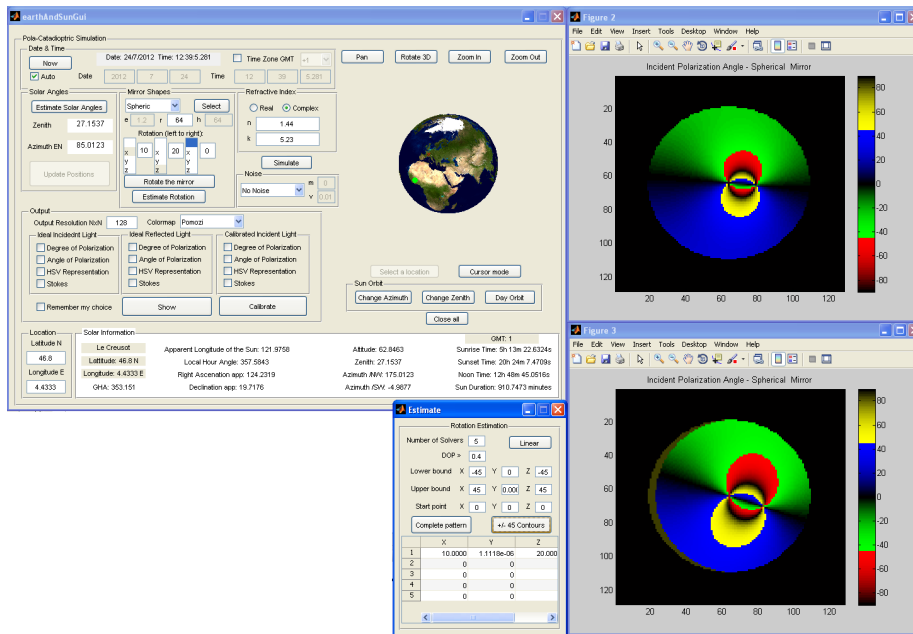 earthAndSunGui
Pola-Catadioptric Simulation
Date & Time
Now
Date: 24/7/2012 Time: 12:39:5.281
Time Zone GMT +1
Auto Date 2012 7 24 Time 12 39 5.281
Pan Rotate 3D Zoom In Zoom Out
Solar Angles
Estimate Solar Angles
Zenith 27.1537
Azimuth EN 85.0123
Update Positions
Mirror Shapes
Spheric Select
e 1.2 r 64 h 64
Rotation (left to right):
x y z 10 x y z 20 x y z 0
Rotate the mirror
Estimate Rotation
Refractive Index
Real Complex
n 1.44
k 5.23
Simulate
Noise
No Noise m 0
v 0.01
Output
Output Resolution NxN 128 Colormap Pomozi
Ideal Incidednt Light
Degree of Polarization
Angle of Polarization
HSV Representation
Stokes
Ideal Reflected Light
Degree of Polarization
Angle of Polarization
HSV Representation
Stokes
Calibrated Incident Light
Degree of Polarization
Angle of Polarization
HSV Representation
Stokes
Remember my choice Show Calibrate
Select a location Cursor mode
Sun Orbit
Change Azimuth Change Zenith Day Orbit
Close all
Location
Latitude N
46.8
Longitude E
4.4333
Solar Information
Le Creusot
Lattitude: 46.8 N
Longitude: 4.4333 E
GHA: 353.151
Apparent Longitude of the Sun: 121.9758
Local Hour Angle: 357.5843
Right Ascenation app: 124.2319
Declination app: 19.7176
Altitude: 62.8463
Zenith: 27.1537
Azimuth /NW: 175.0123
Azimuth /SW: -4.9877
GMT: 1
Sunrise Time: 5h 13m 22.6324s
Sunset Time: 20h 24m 7.4709s
Noon Time: 12h 48m 45.0516s
Sun Duration: 910.7473 minutes
Estimate
Rotation Estimation
Number of Solvers 5 Linear
DOP > 0.4
Lower bound X -45 Y 0 Z -45
Upper bound X 45 Y 0.000 Z 45
Start point X 0 Y 0 Z 0
Complete pattern +/- 45 Contours
X Y Z
1 10.0000 1.1118e-06 20.000
2 0 0
3 0 0
4 0 0
5 0 0
Figure 2
File Edit View Insert Tools Desktop Window Help
Incident Polarization Angle - Spherical Mirror
20
40
60
80
100
120
20 40 60 80 100 120
80
60
40
20
0
-20
-40
-60
-80
Figure 3
File Edit View Insert Tools Desktop Window Help
Incident Polarization Angle - Spherical Mirror
20
40
60
80
100
120
20 40 60 80 100 120
80
60
40
20
0
-20
-40
-60
-80